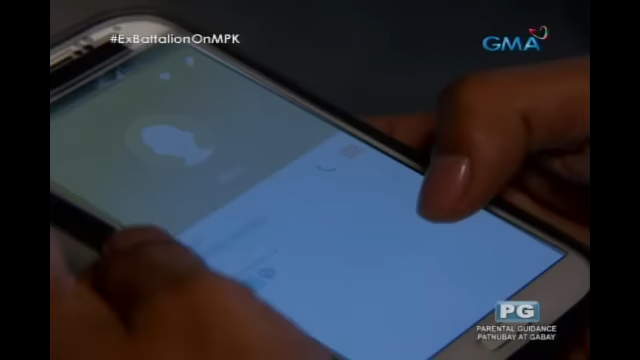 #ExBattalionOnMPK
GMA
PG
PARENTAL GUIDANCE
PATNUBAY AT GABAY